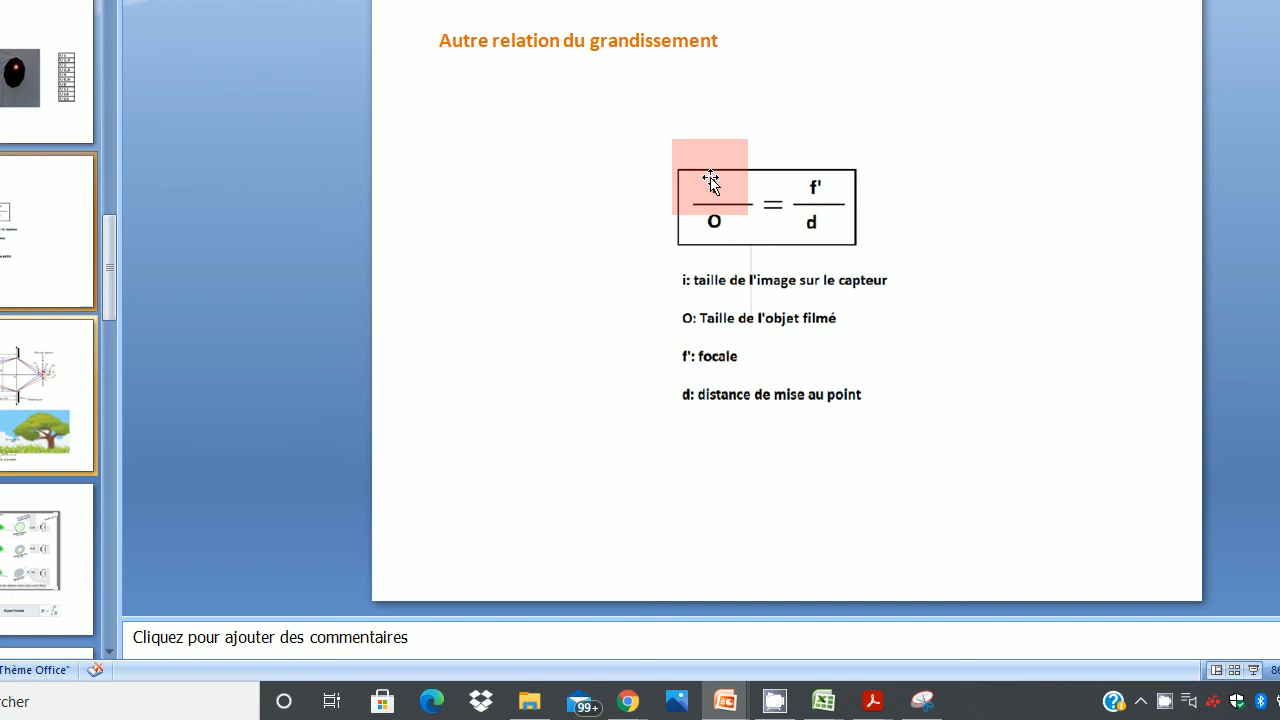 Autre relation du grandissement
f'
=
O
d
i: taille de l'image sur le capteur
O: Taille de l'objet filmé
f': focale
d: distance de mise au point
Cliquez pour ajouter des commentaires
Thème Office"
86
cher
99+